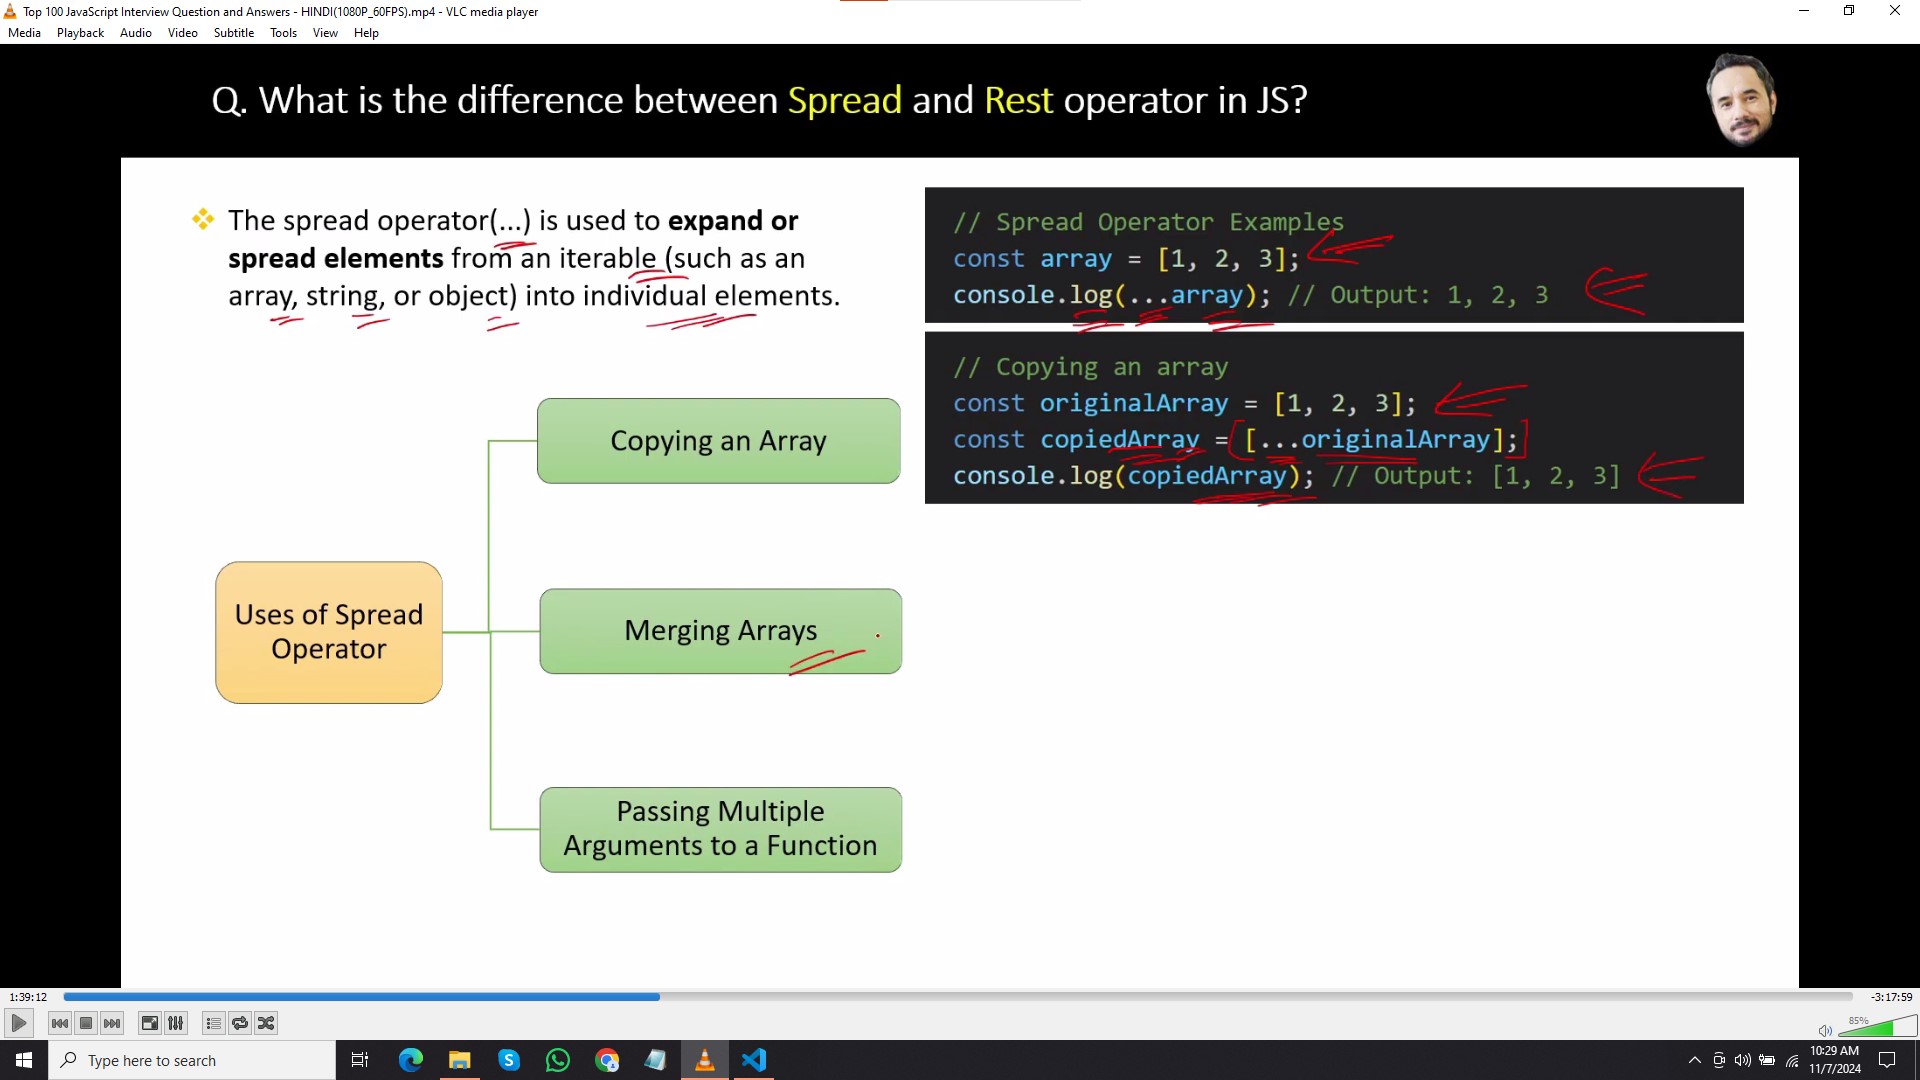 Top 100 JavaScript Interview Question and Answers - HINDI(1080P_60FPS).mp4 - VLC media player
Media Playback Audio Video Subtitle Tools View Help
Q. What is the difference between Spread and Rest operator in JS?
The spread operator(...) is used to expand or
spread elements from an iterable (such as an
array, string, or object) into individual elements.
// Spread Operator Examples
const array = [1, 2, 3];
console.log(...array); // Output: 1, 2, 3
// Copying an array
const originalArray = [1, 2, 3];
const copiedArray = [...originalArray];
console.log(copiedArray); // Output: [1, 2, 3]
Copying an Array
Uses of Spread
Operator
Merging Arrays
Passing Multiple
Arguments to a Function
1:39:12
-3:17:59
85%
Type here to search
10:29 AM
11/7/2024